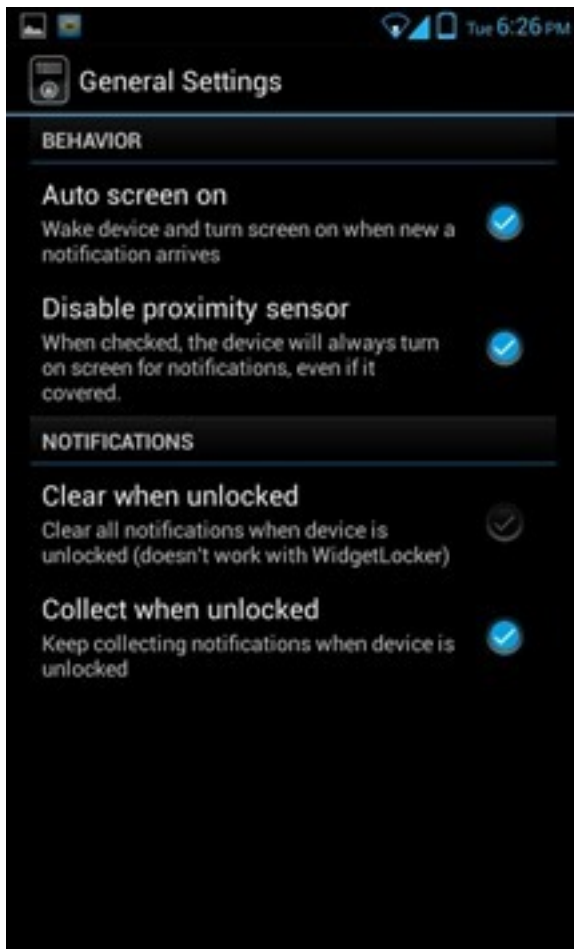 Tue 6:26 PM
General Settings
BEHAVIOR
Auto screen on
Wake device and turn screen on when new a
notification arrives
Disable proximity sensor
When checked, the device will always turn
on screen for notifications, even if it
covered.
NOTIFICATIONS
Clear when unlocked
Clear all notifications when device is
unlocked (doesn't work with WidgetLocker)
Collect when unlocked
Keep collecting notifications when device is
unlocked